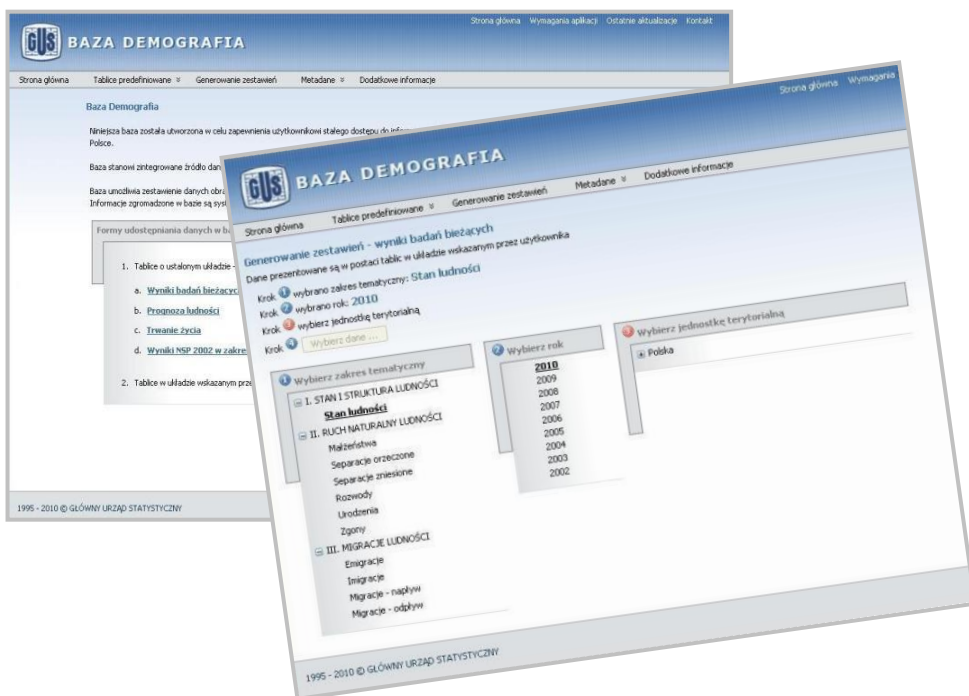 Strona główna Wymagania aplikacji Ostatnie aktualizacje Kontakt
GUS BAZA DEMOGRAFIA
Strona główna Tablice predefiniowane Generowanie zestawień Metadane Dodatkowe informacje
Baza Demografia
Niniejsza baza została utworzona w celu zapewnienia użytkownikowi stałego dostępu do
Polsce.
Baza stanowi zintegrowane źródło
Baza umożliwia zestawienie danych
Informacje zgromadzone w bazie są
Formy udostępniania danych w
1. Tablice o ustalonym układzie -
a. Wyniki badań
b. Prognoza ludności
c. Trwanie życia
d. Wyniki NSP 2002 w
2. Tablice w układzie wskazanym
1995 - 2010 © GŁÓWNY URZĄD STATYSTYCZNY
Strona główna Wymagania
GUS BAZA DEMOGRAFIA
Strona główna Tablice predefiniowane Generowanie zestawień Metadane Dodatkowe informacje
Generowanie zestawień - wyniki badań bieżących
Dane prezentowane są w postaci tablic w układzie wskazanym przez użytkownika
Krok 1 wybrano zakres tematyczny: Stan ludności
Krok 2 wybrano rok: 2010
Krok 3 wybierz jednostkę terytorialną
Krok 4 Wybierz dane ...
1 Wybierz zakres tematyczny
I. STAN I STRUKTURA LUDNOŚCI
Stan ludności
II. RUCH NATURALNY LUDNOŚCI
Małżeństwa
Separacje orzeczone
Separacje zniesione
Rozwody
Urodzenia
Zgony
III. MIGRACJE LUDNOŚCI
Emigracje
Imigracje
Migracje - napływ
Migracje - odpływ
2 Wybierz rok
2010
2009
2008
2007
2006
2005
2004
2003
2002
3 Wybierz jednostkę terytorialną
Polska
1995 - 2010 © GŁÓWNY URZĄD STATYSTYCZNY